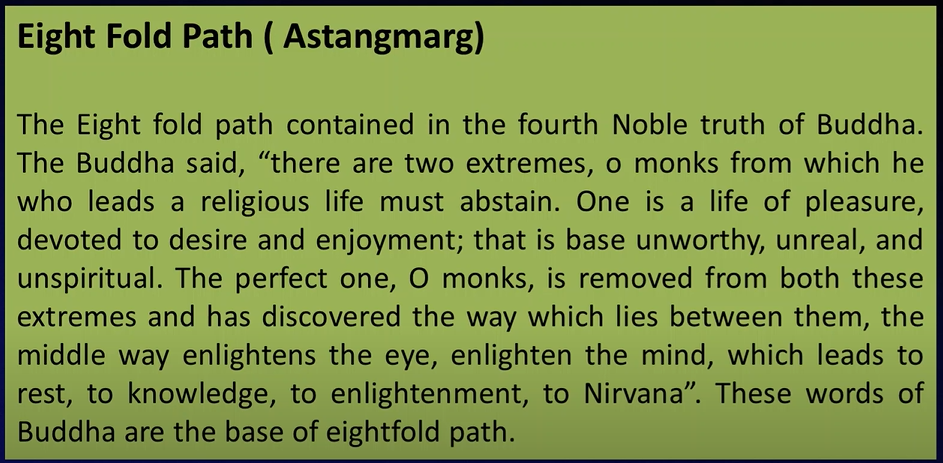 Eight Fold Path ( Astangmarg)
The Eight fold path contained in the fourth Noble truth of Buddha.
The Buddha said, “there are two extremes, o monks from which he
who leads a religious life must abstain. One is a life of pleasure,
devoted to desire and enjoyment; that is base unworthy, unreal, and
unspiritual. The perfect one, O monks, is removed from both these
extremes and has discovered the way which lies between them, the
middle way enlightens the eye, enlighten the mind, which leads to
rest, to knowledge, to enlightenment, to Nirvana”. These words of
Buddha are the base of eightfold path.